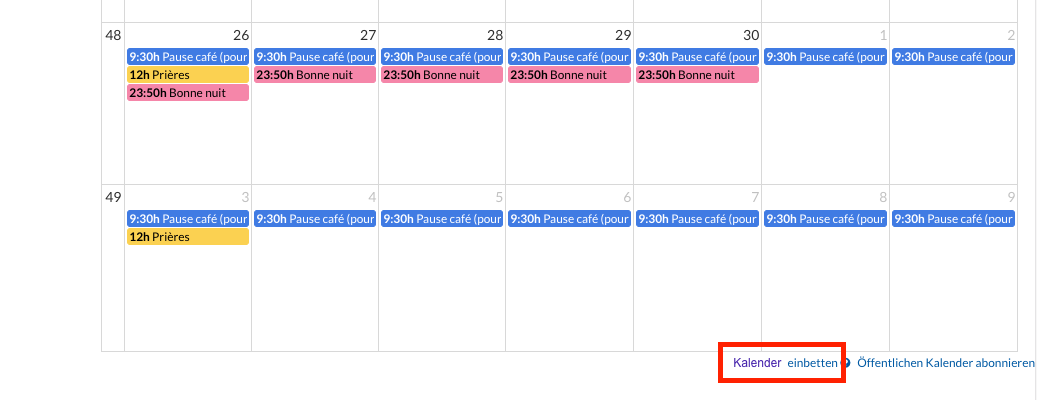 48 26 27 28 29 30 1 2
9:30h Pause café (pour 9:30h Pause café (pour 9:30h Pause café (pour 9:30h Pause café (pour 9:30h Pause café (pour 9:30h Pause café (pour 9:30h Pause café (pour
12h Prières 23:50h Bonne nuit 23:50h Bonne nuit 23:50h Bonne nuit 23:50h Bonne nuit
23:50h Bonne nuit
49 3 4 5 6 7 8 9
9:30h Pause café (pour 9:30h Pause café (pour 9:30h Pause café (pour 9:30h Pause café (pour 9:30h Pause café (pour 9:30h Pause café (pour 9:30h Pause café (pour
12h Prières
Kalender einbetten Öffentlichen Kalender abonnieren